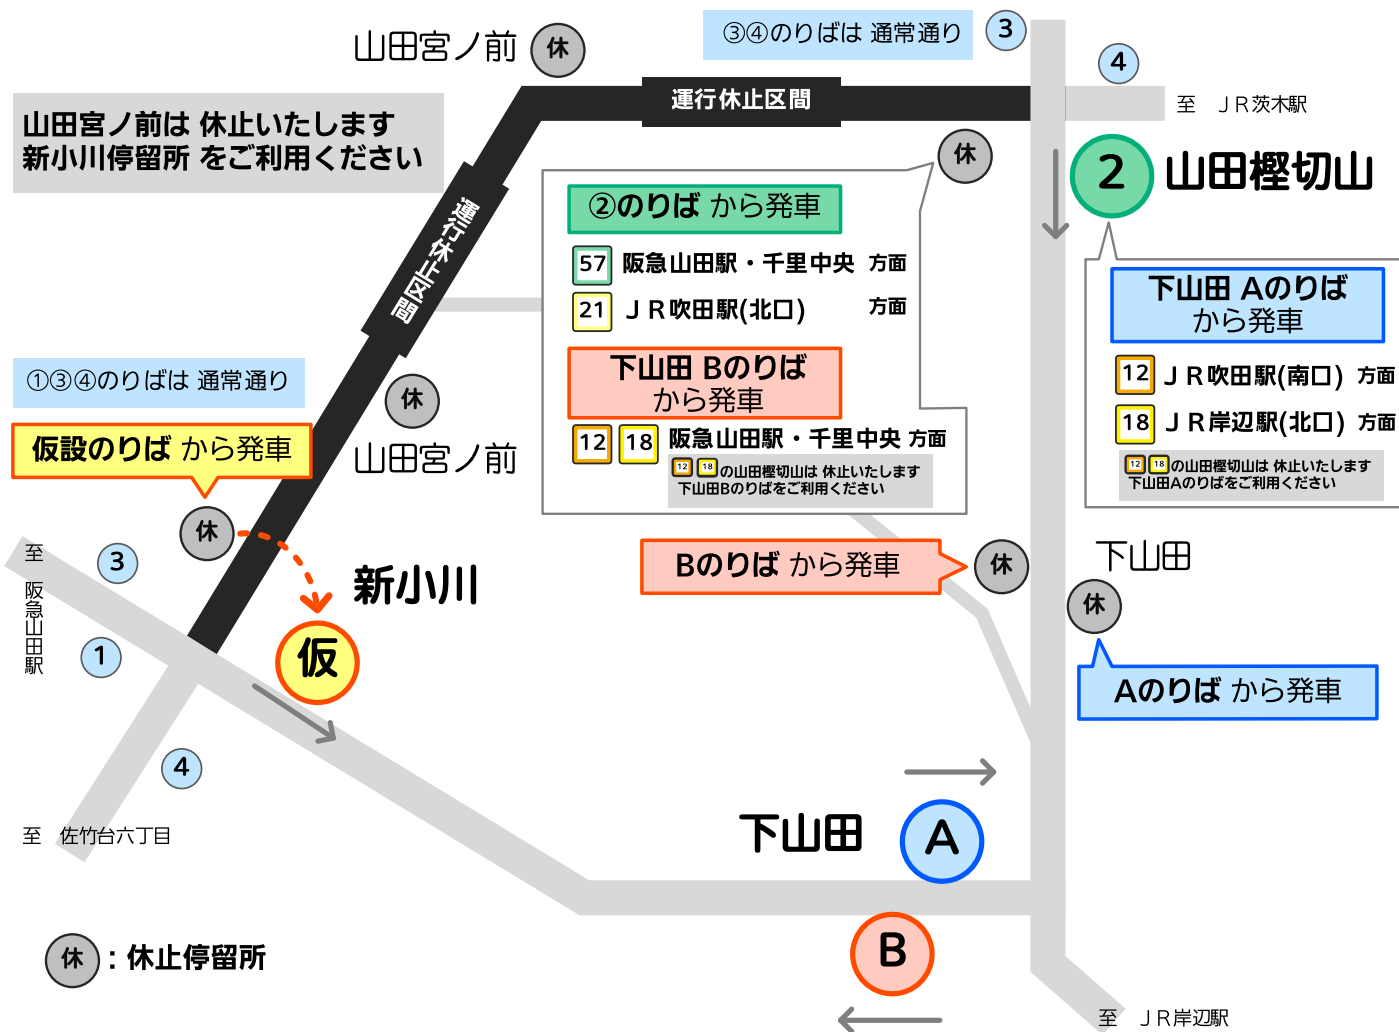 山田宮ノ前
休
③④のりばは 通常通り
3
4
至 ＪＲ茨木駅
運行休止区間
山田宮ノ前は 休止いたします
新小川停留所 をご利用ください
休
2
山田樫切山
運行休止区間
②のりば から発車
57 阪急山田駅・千里中央 方面
21 ＪＲ吹田駅(北口) 方面
下山田 Bのりば
から発車
12 18 阪急山田駅・千里中央 方面
12 18 の山田樫切山は 休止いたします
下山田Bのりばをご利用ください
下山田 Aのりば
から発車
12 ＪＲ吹田駅(南口) 方面
18 ＪＲ岸辺駅(北口) 方面
12 18 の山田樫切山は 休止いたします
下山田Aのりばをご利用ください
①③④のりばは 通常通り
休
山田宮ノ前
仮設のりば から発車
休
至 阪急山田駅
3
1
4
新小川
仮
至 佐竹台六丁目
Bのりば から発車
休
下山田
休
Aのりば から発車
下山田
A
B
休 : 休止停留所
至 ＪＲ岸辺駅